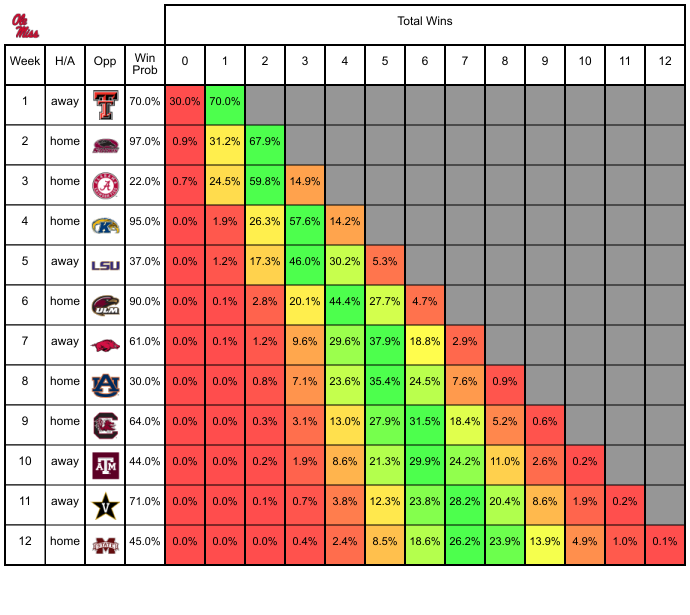 Ole Miss
Total Wins
Week H/A Opp Win Prob 0 1 2 3 4 5 6 7 8 9 10 11 12
1 away T 70.0% 30.0% 70.0%
2 home 97.0% 0.9% 31.2% 67.9%
3 home A 22.0% 0.7% 24.5% 59.8% 14.9%
4 home K 95.0% 0.0% 1.9% 26.3% 57.6% 14.2%
5 away LSU 37.0% 0.0% 1.2% 17.3% 46.0% 30.2% 5.3%
6 home ULM 90.0% 0.0% 0.1% 2.8% 20.1% 44.4% 27.7% 4.7%
7 away 61.0% 0.0% 0.1% 1.2% 9.6% 29.6% 37.9% 18.8% 2.9%
8 home AU 30.0% 0.0% 0.0% 0.8% 7.1% 23.6% 35.4% 24.5% 7.6% 0.9%
9 home C 64.0% 0.0% 0.0% 0.3% 3.1% 13.0% 27.9% 31.5% 18.4% 5.2% 0.6%
10 away ATM 44.0% 0.0% 0.0% 0.2% 1.9% 8.6% 21.3% 29.9% 24.2% 11.0% 2.6% 0.2%
11 away V 71.0% 0.0% 0.0% 0.1% 0.7% 3.8% 12.3% 23.8% 28.2% 20.4% 8.6% 1.9% 0.2%
12 home M STATE 45.0% 0.0% 0.0% 0.0% 0.4% 2.4% 8.5% 18.6% 26.2% 23.9% 13.9% 4.9% 1.0% 0.1%